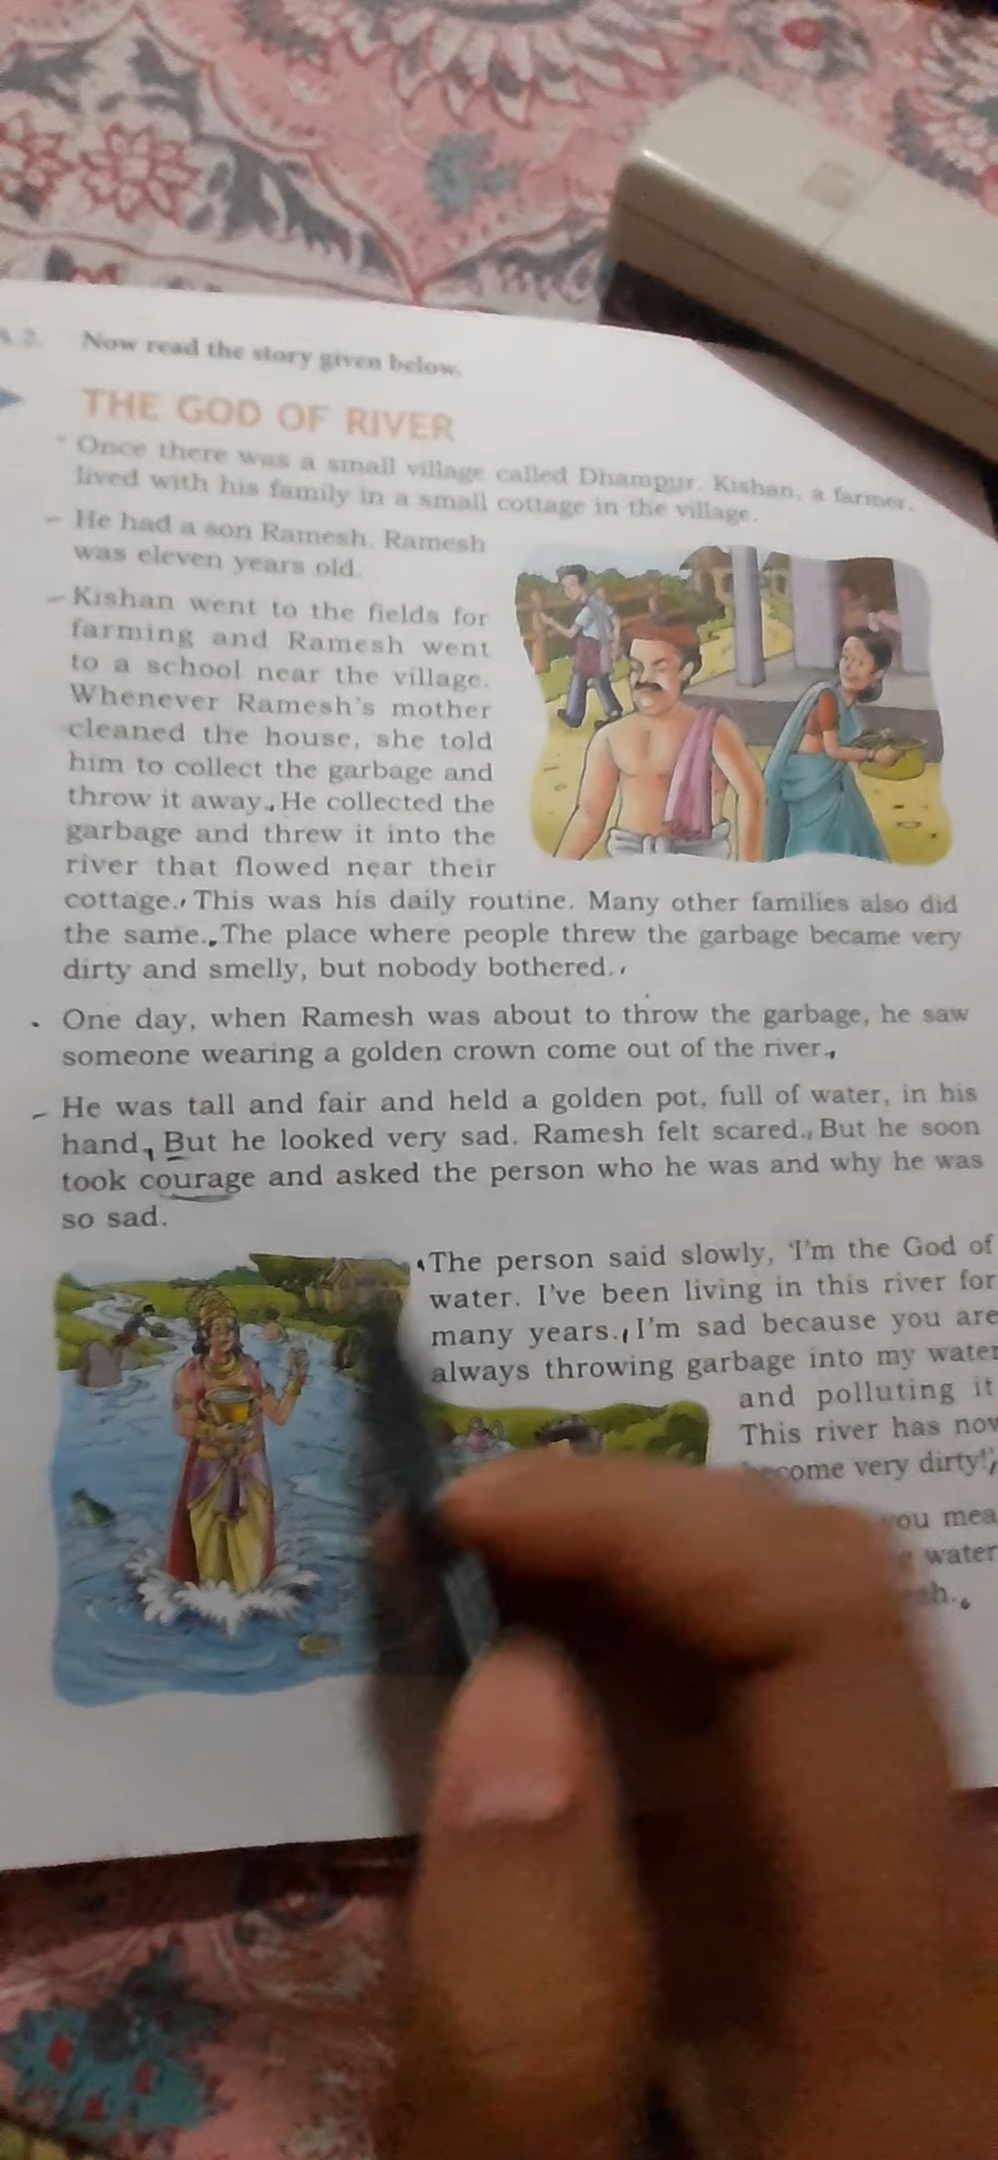 2.
Now read the story given below.
THE GOD OF RIVER
Once there was a small village called Dhampur. Kishan, a farmer,
lived with his family in a small cottage in the village.
He had a son Ramesh. Ramesh
was eleven years old.
Kishan went to the fields for
farming and Ramesh went
to a school near the village.
Whenever Ramesh's mother
cleaned the house, she told
him to collect the garbage and
throw it away. He collected the
garbage and threw it into the
river that flowed near their
cottage. This was his daily routine. Many other families also did
the same. The place where people threw the garbage became very
dirty and smelly, but nobody bothered.
One day, when Ramesh was about to throw the garbage, he saw
someone wearing a golden crown come out of the river.
He was tall and fair and held a golden pot, full of water, in his
hand. But he looked very sad. Ramesh felt scared. But he soon
took courage and asked the person who he was and why he was
so sad.
The person said slowly, 'I'm the God of
water. I've been living in this river for
many years. I'm sad because you are
always throwing garbage into my water
and polluting it
This river has now
come very dirty!'
ou mea
water